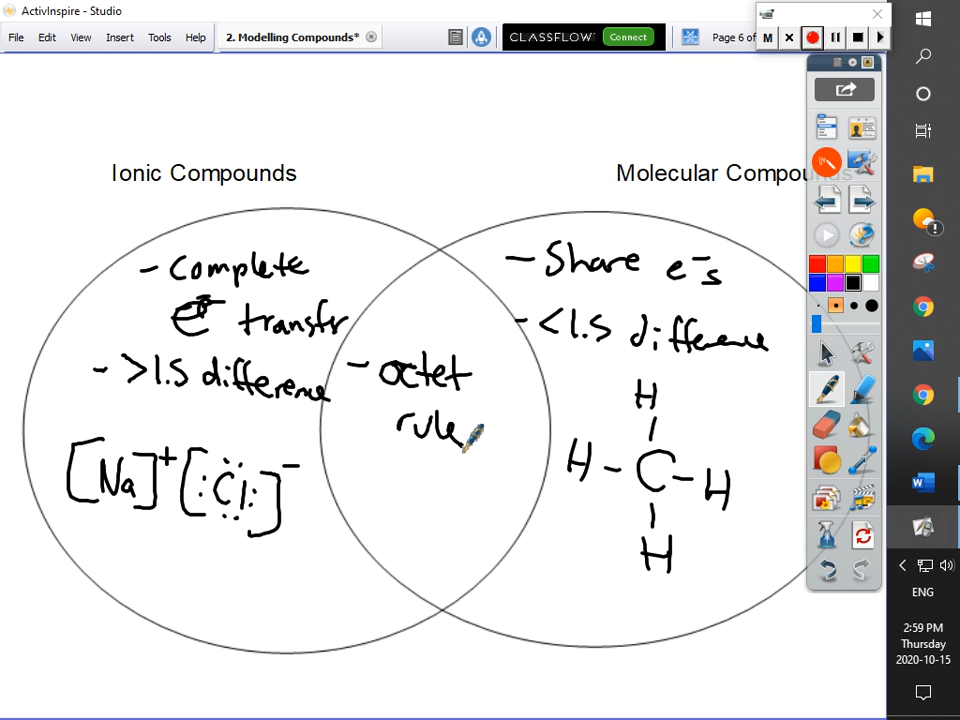 ActivInspire - Studio
File Edit View Insert Tools Help
2. Modelling Compounds*
CLASSFLOW Connect
Page 6 of
M
Ionic Compounds
Molecular Compounds
- Complete
e⁻ transfer
- >1.5 difference
[Na]⁺ [:Cl:]⁻
- octet
rule
- Share e⁻s
- <1.5 difference
H
H - C - H
H
ENG
2:59 PM
Thursday
2020-10-15